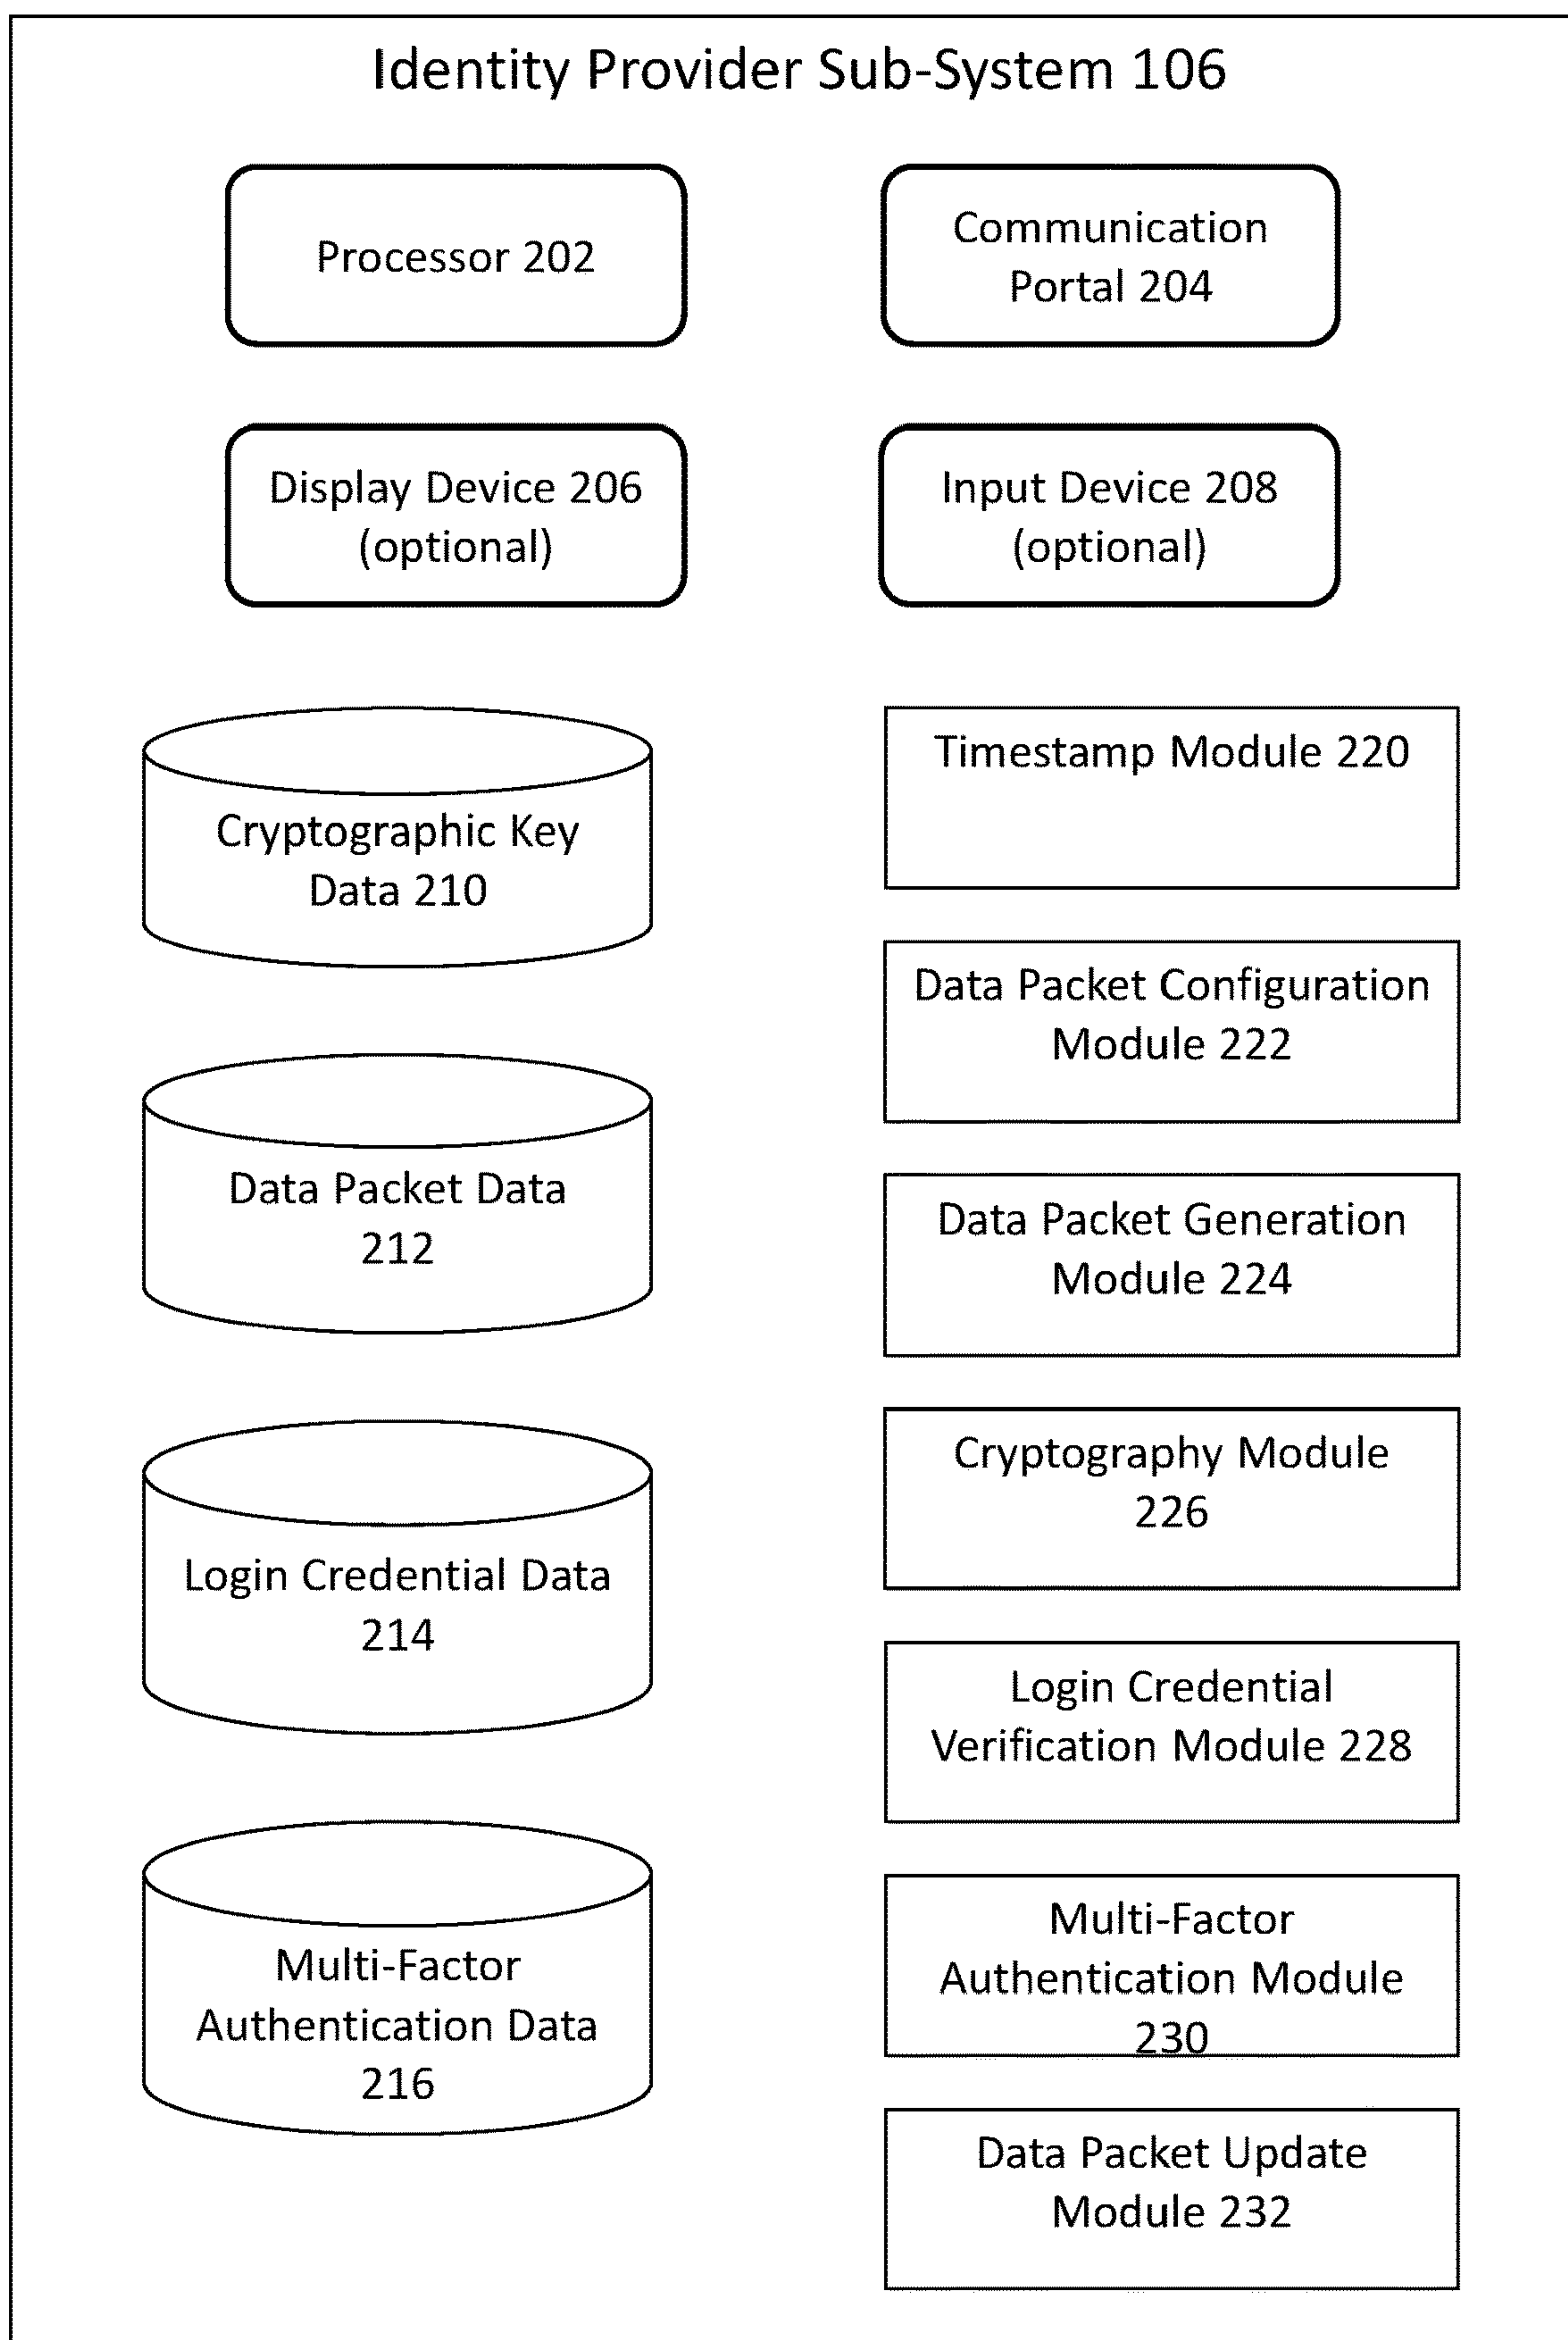 Identity Provider Sub-System 106
Processor 202
Communication
Portal 204
Display Device 206
(optional)
Input Device 208
(optional)
Cryptographic Key
Data 210
Data Packet Data
212
Login Credential Data
214
Multi-Factor
Authentication Data
216
Timestamp Module 220
Data Packet Configuration
Module 222
Data Packet Generation
Module 224
Cryptography Module
226
Login Credential
Verification Module 228
Multi-Factor
Authentication Module
230
Data Packet Update
Module 232